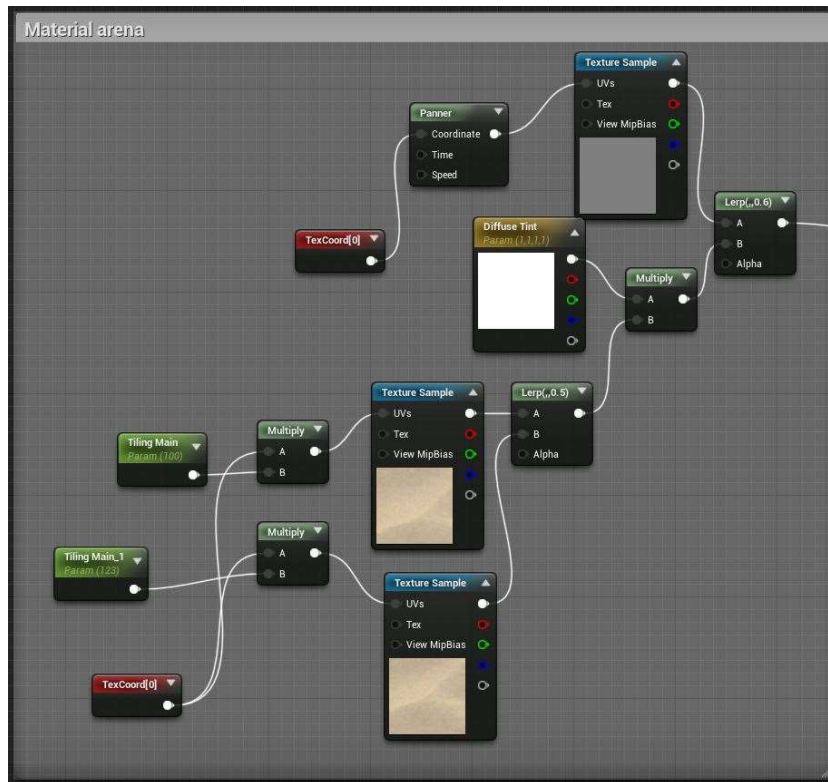 Material arena
Texture Sample
UVs
Tex
View MipBias
Panner
Coordinate
Time
Speed
Lerp(,,0.6)
A
B
Alpha
TexCoord[0]
Diffuse Tint
Param (1,1,1,1)
Multiply
A
B
Texture Sample
UVs
Tex
View MipBias
Lerp(,,0.5)
A
B
Alpha
Tiling Main
Param (100)
Multiply
A
B
Multiply
A
B
Tiling Main_1
Param (123)
Texture Sample
UVs
Tex
View MipBias
TexCoord[0]